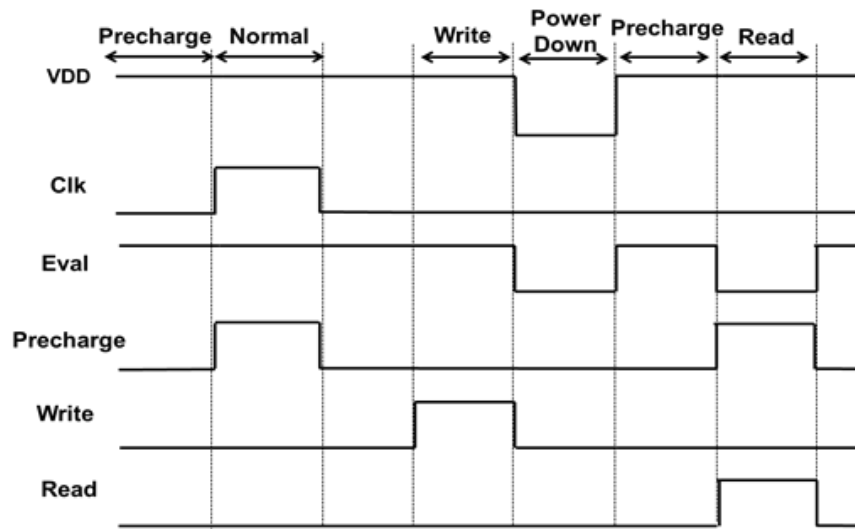 Precharge Normal Write Power Down Precharge Read
VDD
Clk
Eval
Precharge
Write
Read